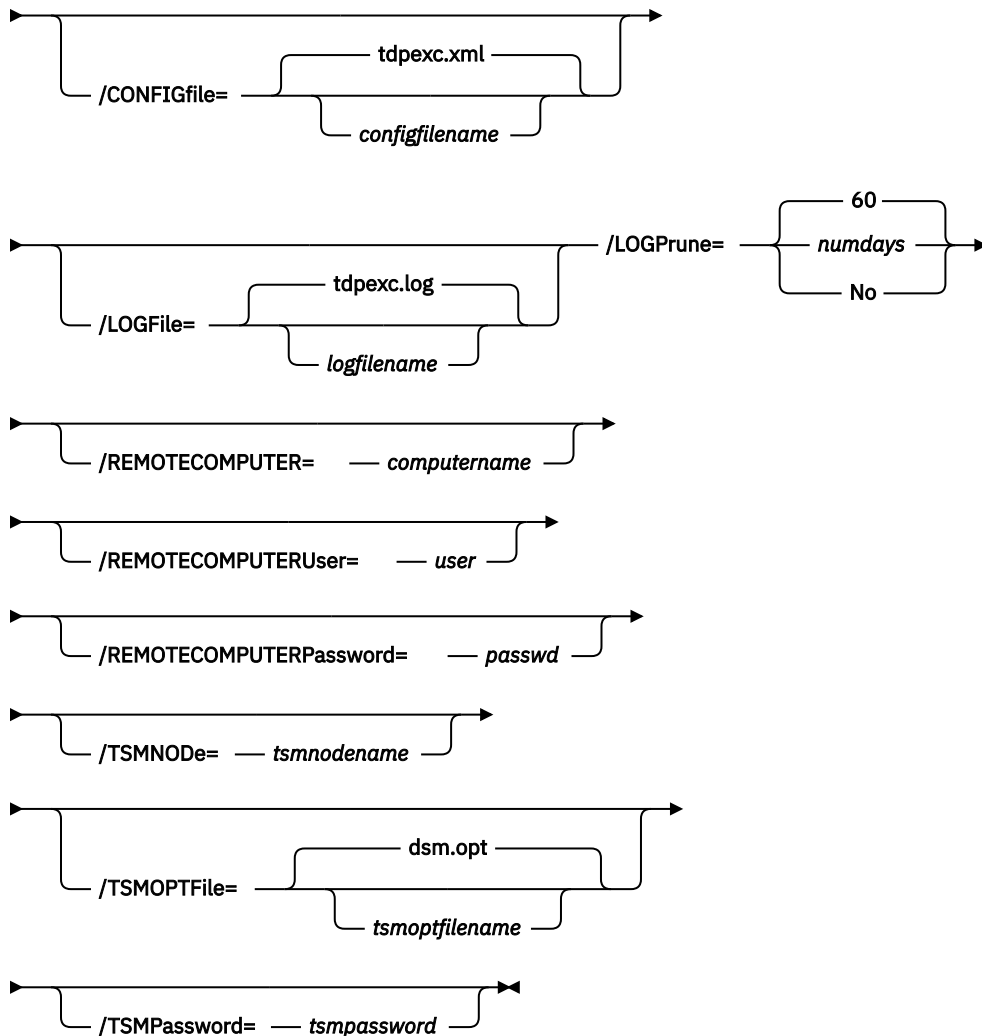 tdpexc.xml
/CONFIGfile=
configfilename
60
/LOGPrune= numdays
tdpexc.log
No
/LOGFile=
logfilename
/REMOTECOMPUTER= computername
/REMOTECOMPUTERUser= user
/REMOTECOMPUTERPassword= passwd
/TSMNODe= tsmnodename
dsm.opt
/TSMOPTFile=
tsmoptfilename
/TSMPassword= tsmpassword